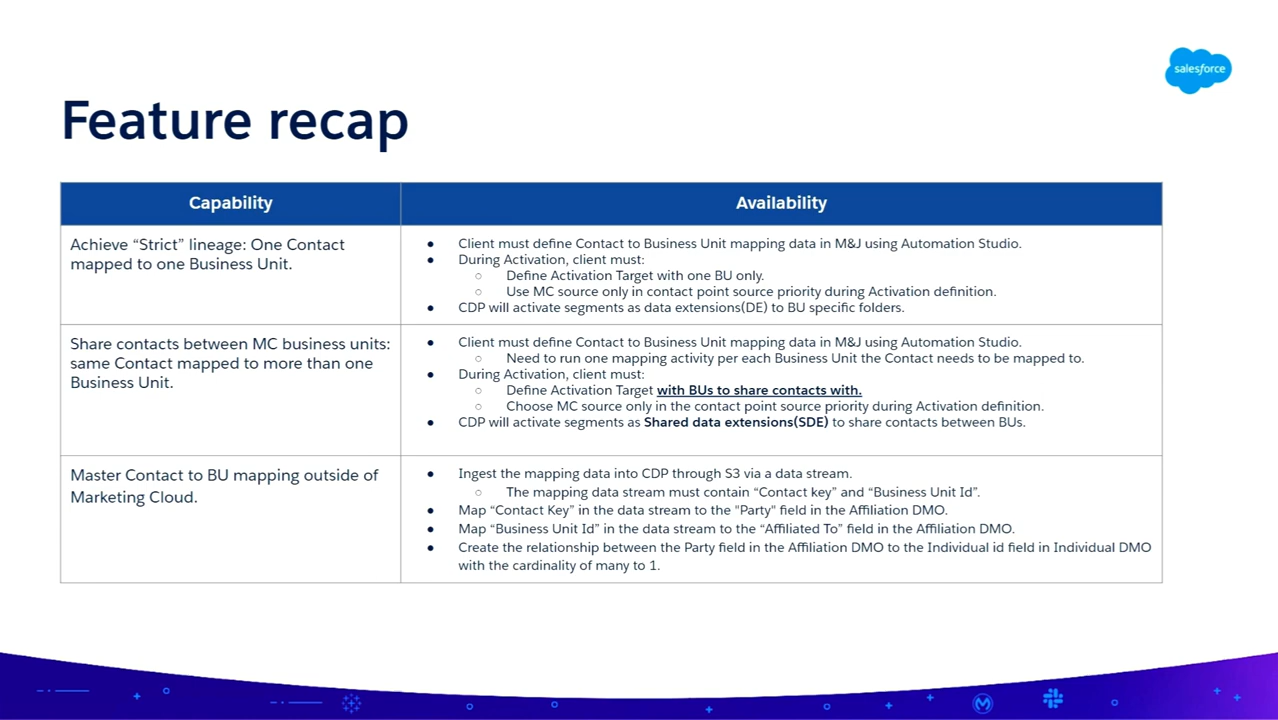 salesforce
Feature recap
Capability
Availability
Achieve “Strict” lineage: One Contact
mapped to one Business Unit.
● Client must define Contact to Business Unit mapping data in M&J using Automation Studio.
● During Activation, client must:
○ Define Activation Target with one BU only.
○ Use MC source only in contact point source priority during Activation definition.
● CDP will activate segments as data extensions(DE) to BU specific folders.
Share contacts between MC business units:
same Contact mapped to more than one
Business Unit.
● Client must define Contact to Business Unit mapping data in M&J using Automation Studio.
○ Need to run one mapping activity per each Business Unit the Contact needs to be mapped to.
● During Activation, client must:
○ Define Activation Target with BUs to share contacts with.
○ Choose MC source only in the contact point source priority during Activation definition.
● CDP will activate segments as Shared data extensions(SDE) to share contacts between BUs.
Master Contact to BU mapping outside of
Marketing Cloud.
● Ingest the mapping data into CDP through S3 via a data stream.
○ The mapping data stream must contain “Contact key” and “Business Unit Id”.
● Map “Contact Key” in the data stream to the "Party" field in the Affiliation DMO.
● Map “Business Unit Id” in the data stream to the “Affiliated To” field in the Affiliation DMO.
● Create the relationship between the Party field in the Affiliation DMO to the Individual id field in Individual DMO
with the cardinality of many to 1.